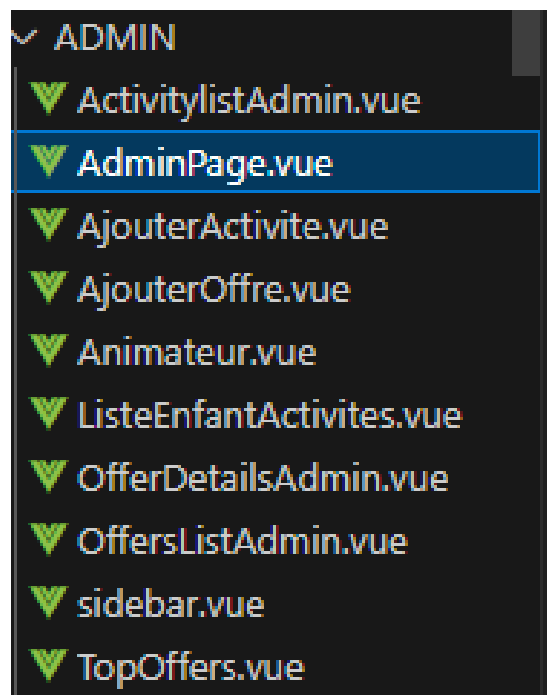 ADMIN
ActivitylistAdmin.vue
AdminPage.vue
AjouterActivite.vue
AjouterOffre.vue
Animateur.vue
ListeEnfantActivites.vue
OfferDetailsAdmin.vue
OffersListAdmin.vue
sidebar.vue
TopOffers.vue